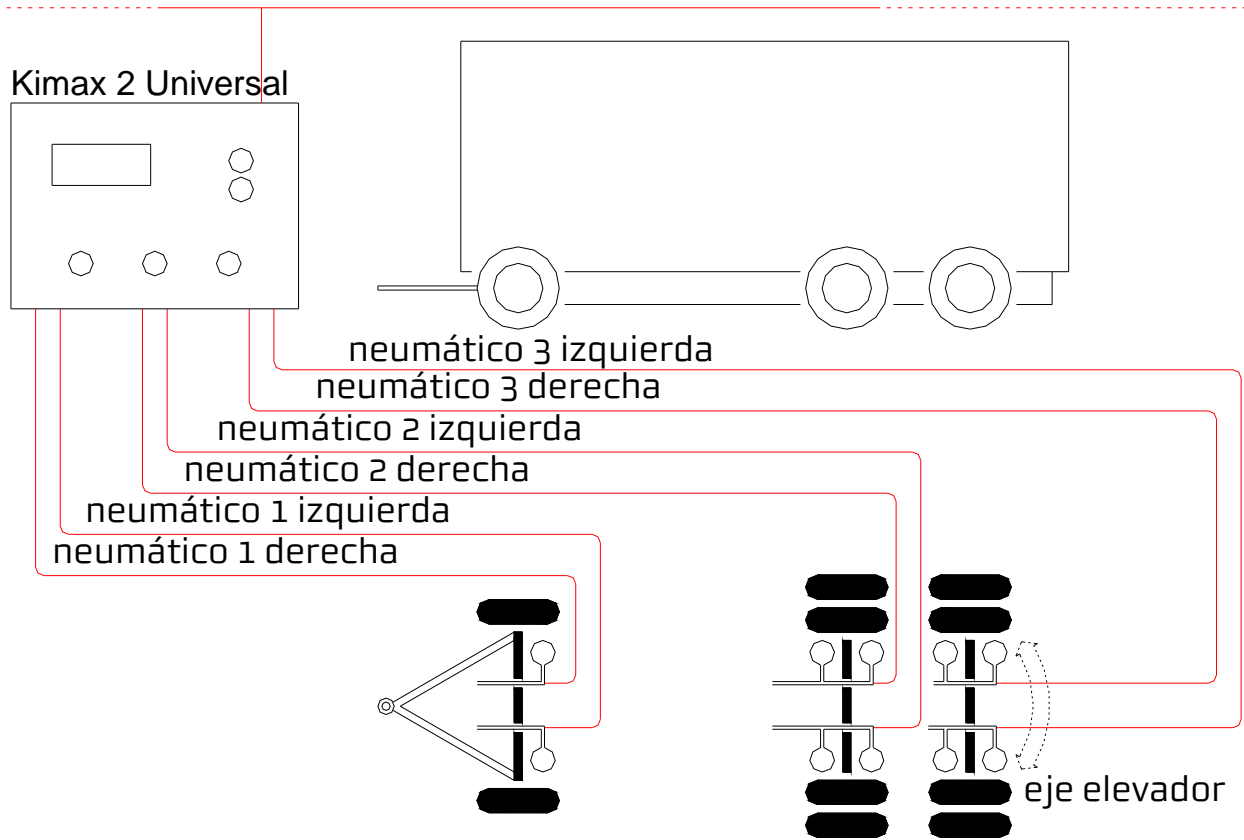 Kimax 2 Universal
neumático 3 izquierda
neumático 3 derecha
neumático 2 izquierda
neumático 2 derecha
neumático 1 izquierda
neumático 1 derecha
eje elevador